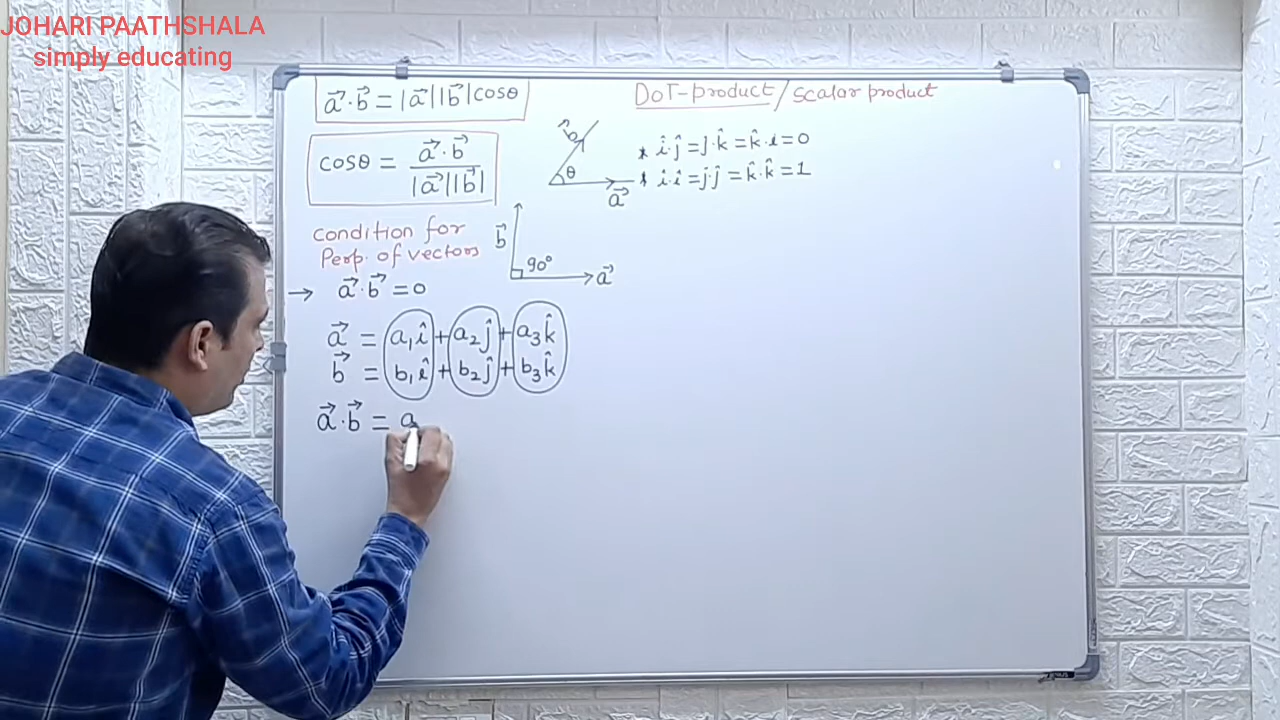 JOHARI PAATHSHALA
simply educating
a⃗·b⃗ = |a⃗||b⃗|cosθ
DOT-product/scalar product
cosθ = a⃗·b⃗ / |a⃗||b⃗|
b⃗
θ
a⃗
* î·ĵ = j·k̂ = k̂·i = 0
* î·î = ĵ·ĵ = k̂·k̂ = 1
condition for
Perp. of vectors
b⃗
90°
a⃗
→ a⃗·b⃗ = 0
a⃗ = a₁î + a₂ĵ + a₃k̂
b⃗ = b₁î + b₂ĵ + b₃k̂
a⃗·b⃗ = a